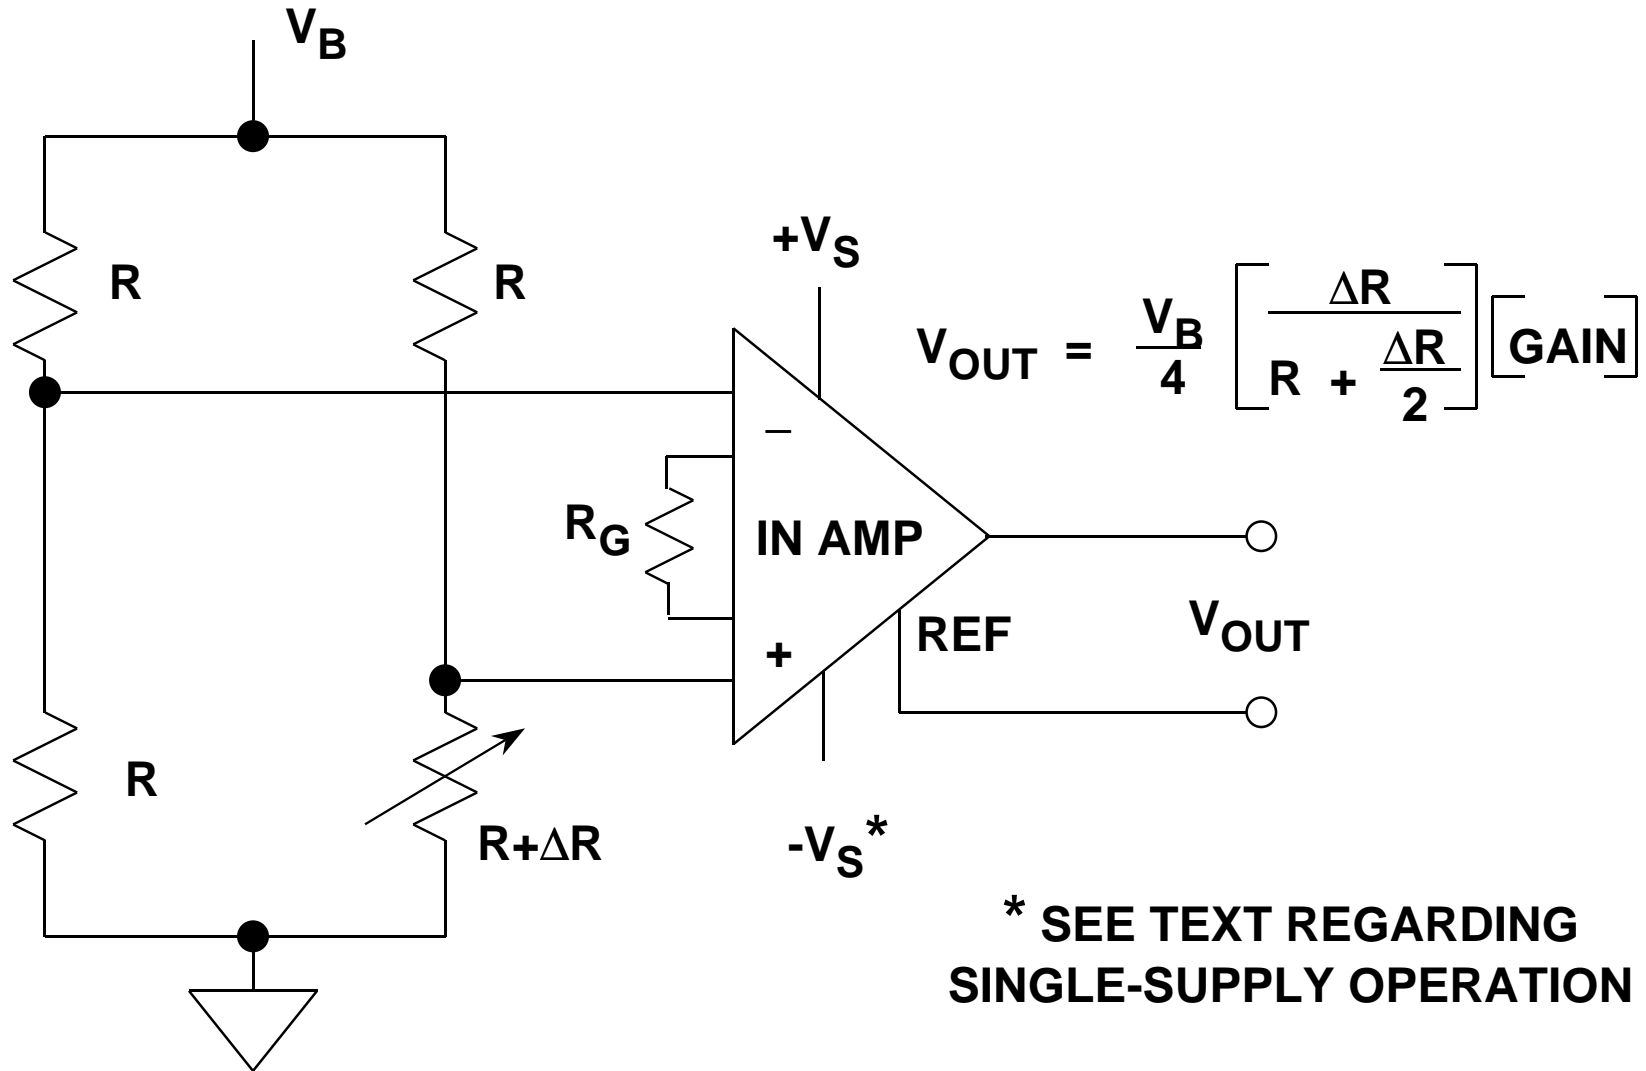 V_B
R
R
+V_S
V_OUT = V_B/4 [ΔR / (R + ΔR/2)] [GAIN]
−
R_G
IN AMP
+
REF
V_OUT
R
R+ΔR
-V_S*
* SEE TEXT REGARDING
SINGLE-SUPPLY OPERATION